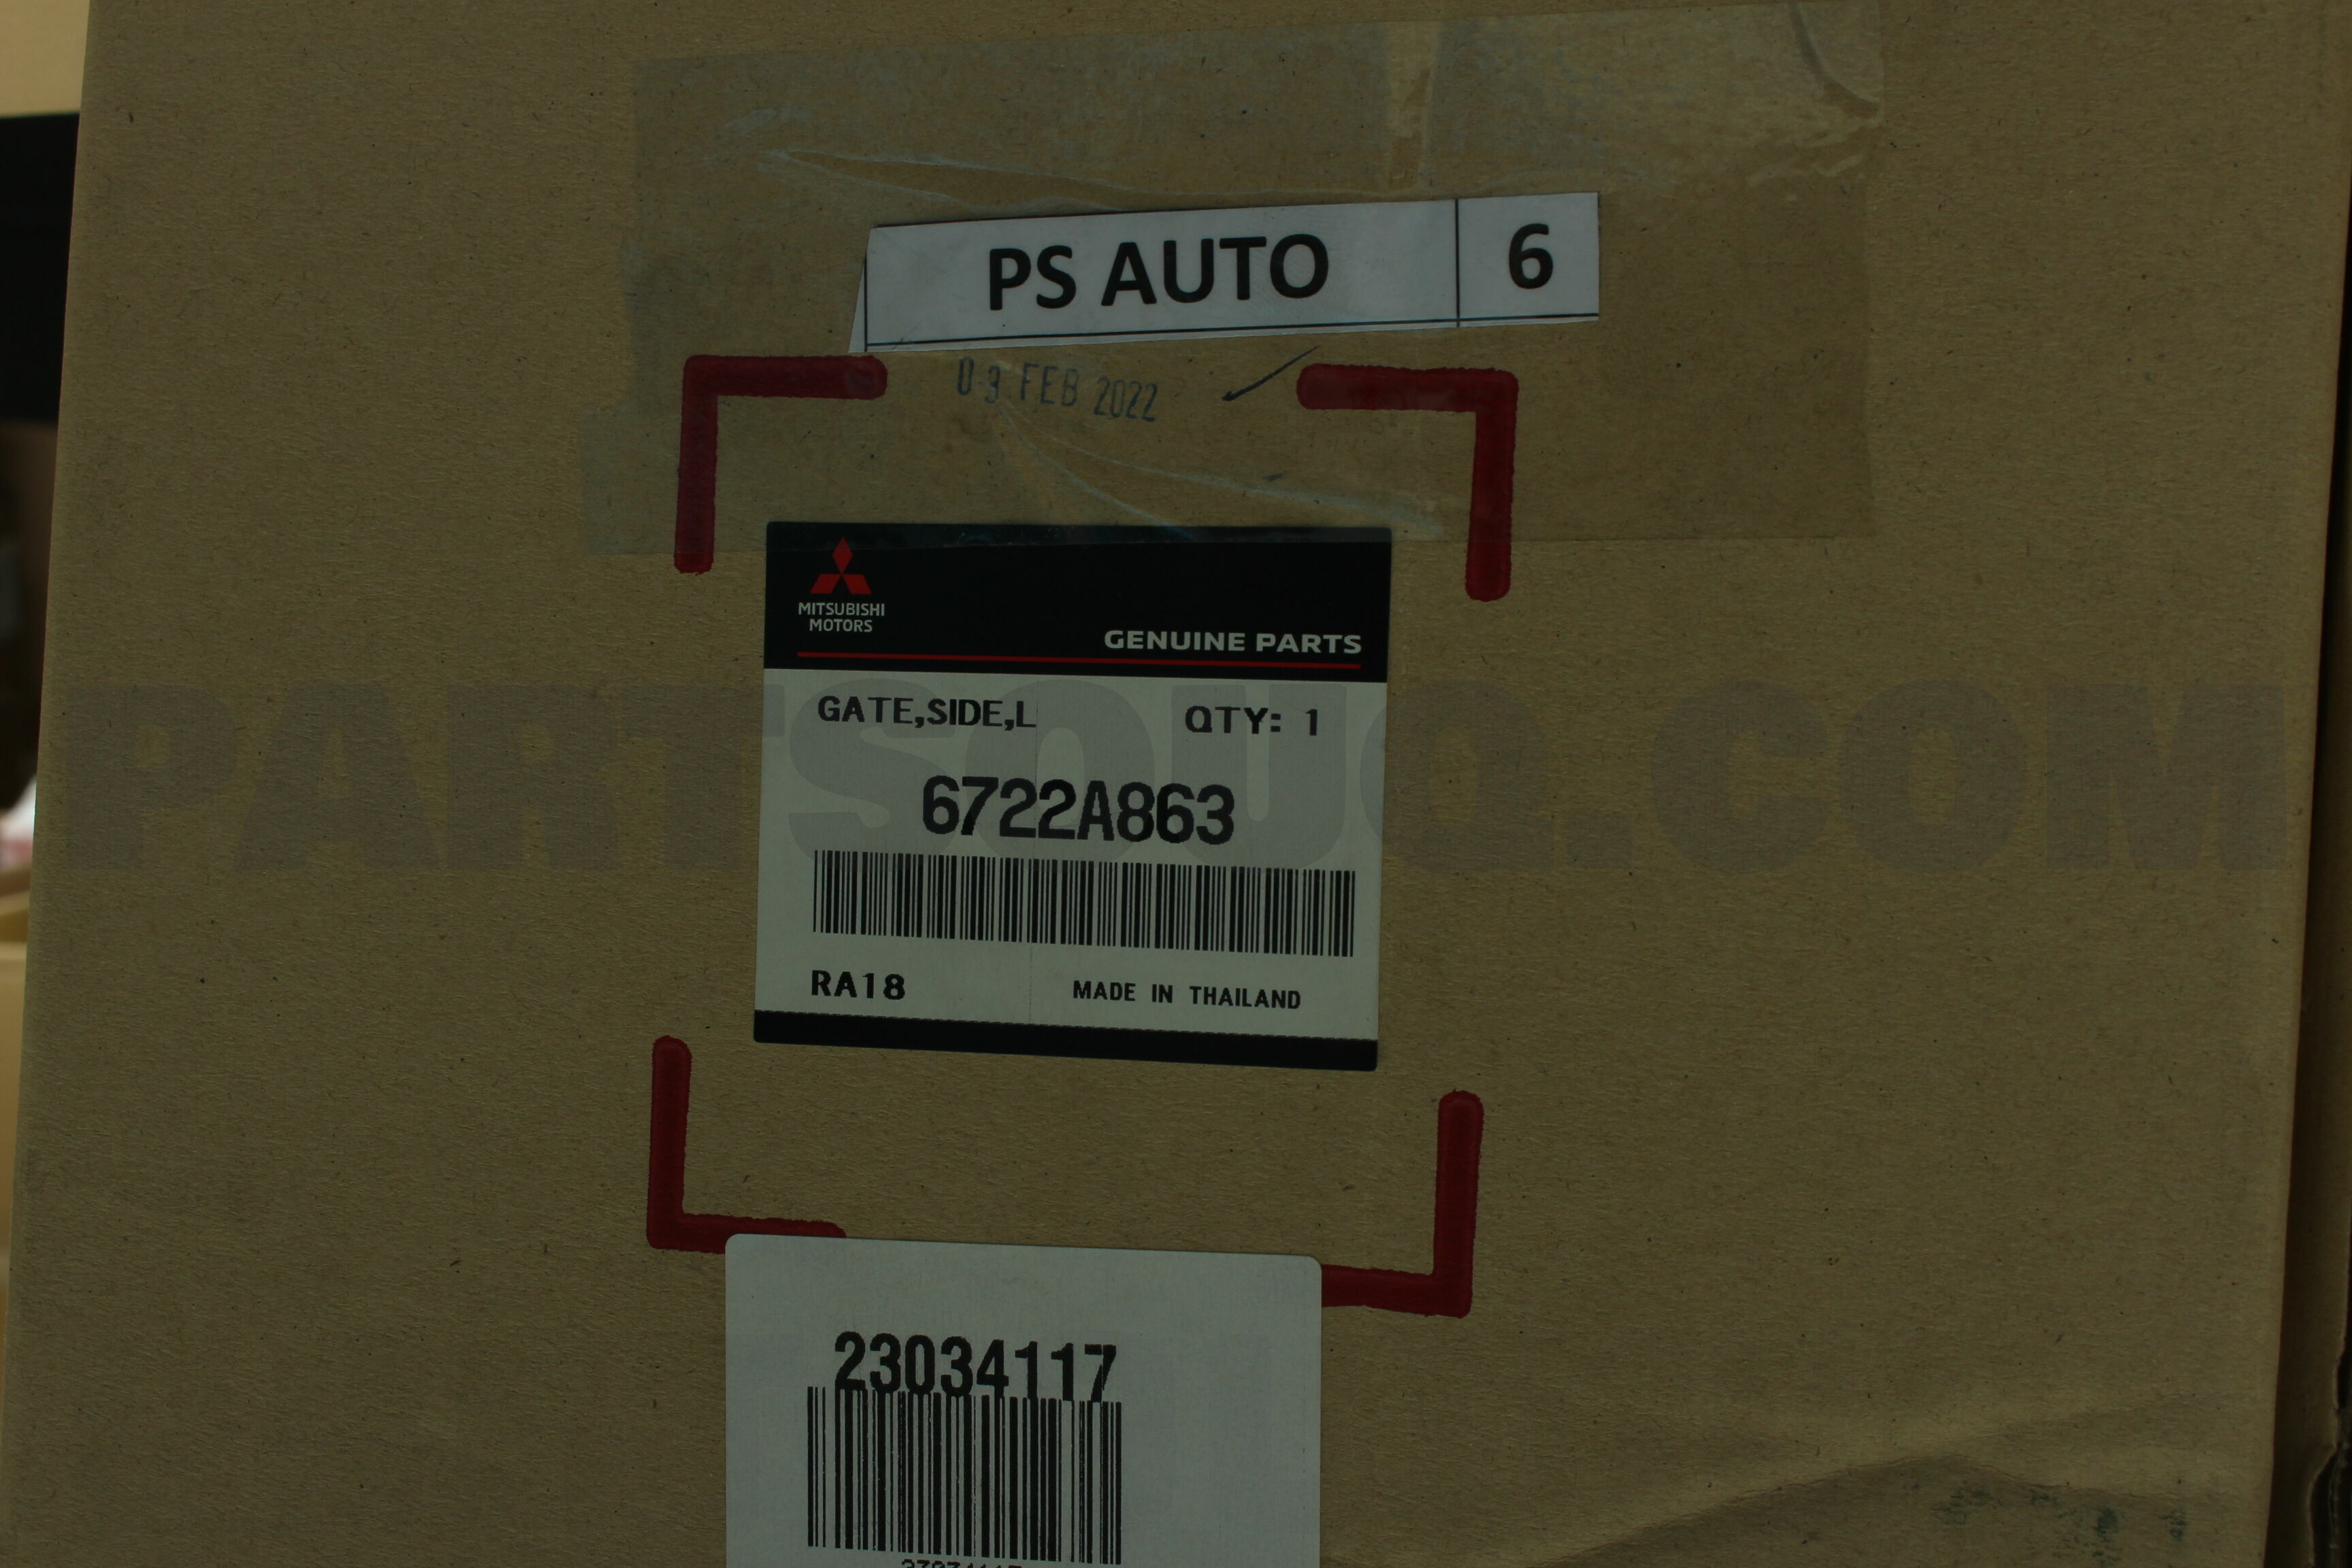 PS AUTO 6
03 FEB 2022
MITSUBISHI
MOTORS
GENUINE PARTS
GATE,SIDE,L QTY: 1
6722A863
RA18 MADE IN THAILAND
PARTSOUQ.COM
23034117